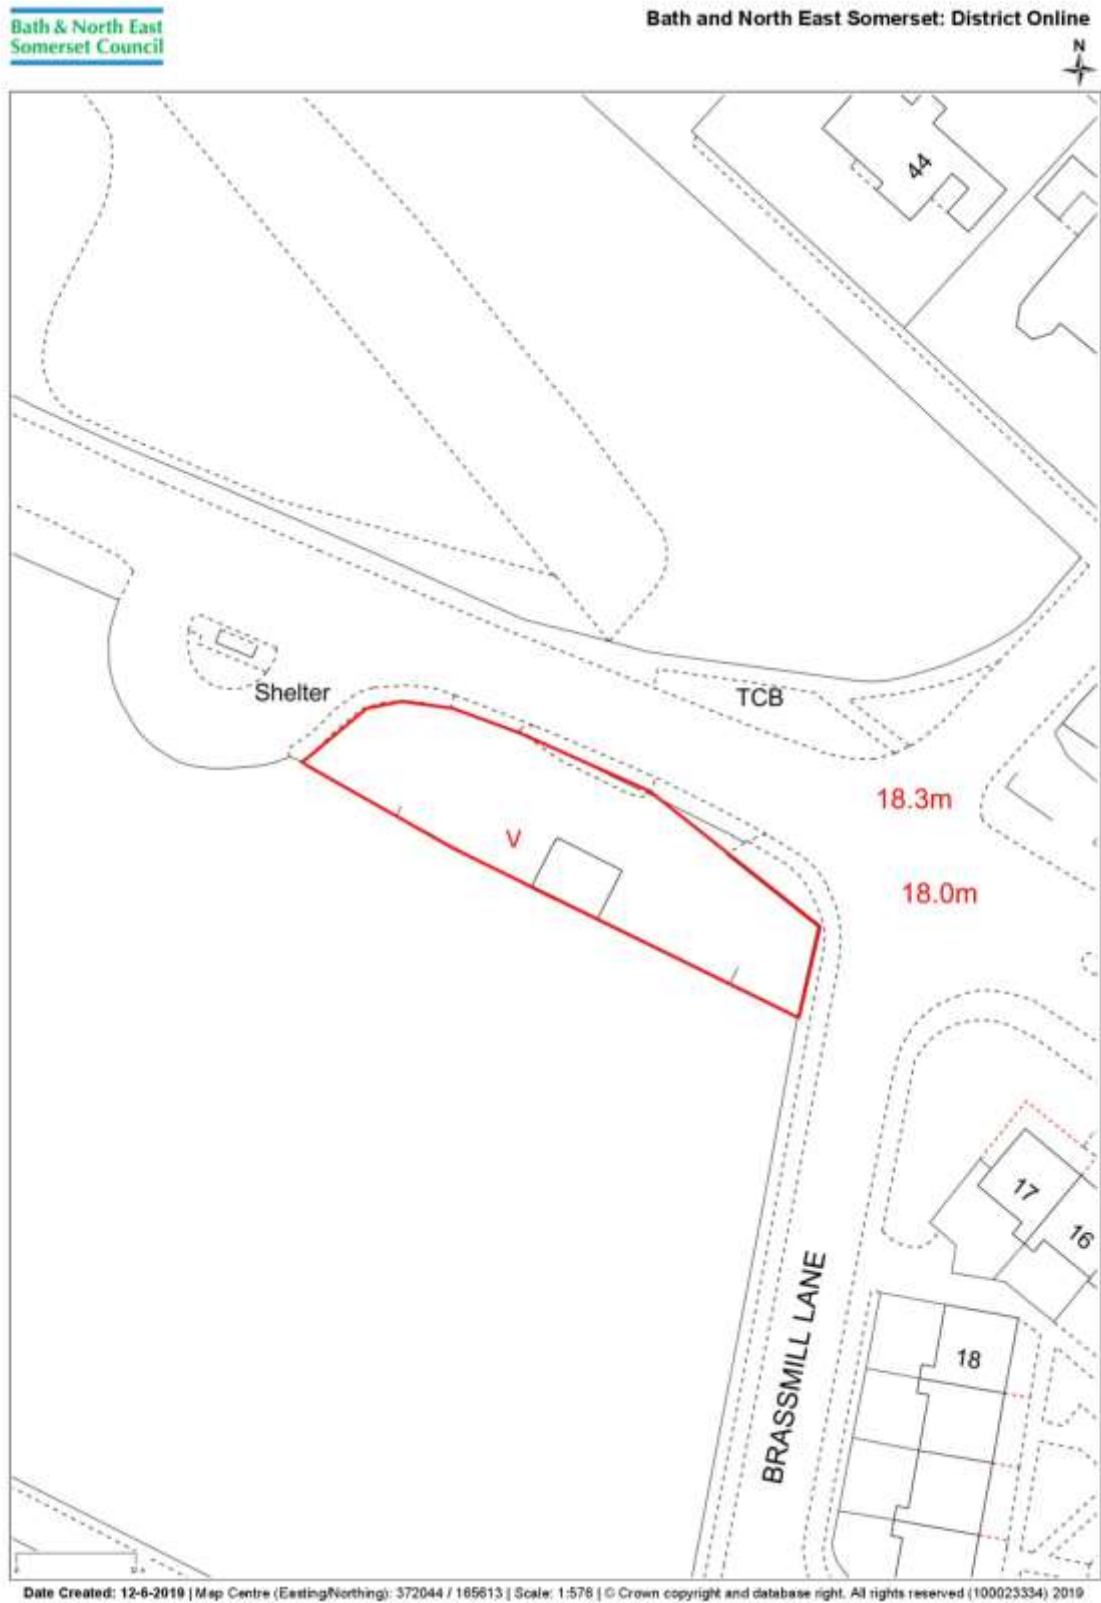 Bath & North East
Somerset Council
Bath and North East Somerset: District Online
N
44
Shelter
TCB
18.3m
V
18.0m
17
16
BRASSMILL LANE
18
Date Created: 12-6-2019 | Map Centre (Easting/Northing): 372044 / 165613 | Scale: 1:576 | © Crown copyright and database right. All rights reserved (100023334) 2019